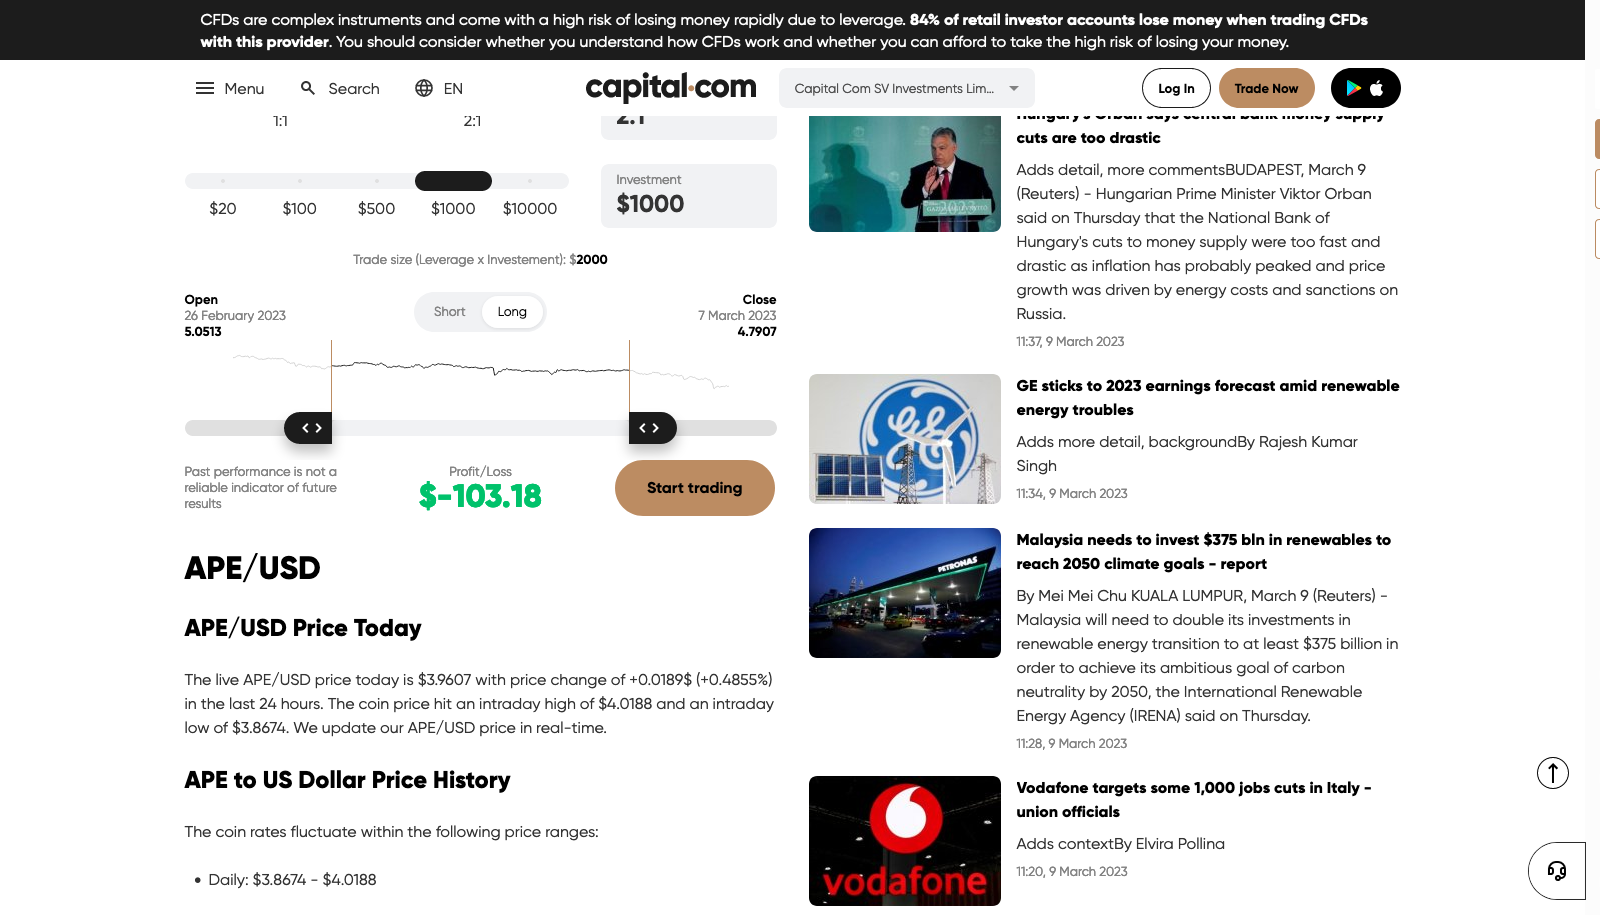 CFDs are complex instruments and come with a high risk of losing money rapidly due to leverage. 84% of retail investor accounts lose money when trading CFDs
with this provider. You should consider whether you understand how CFDs work and whether you can afford to take the high risk of losing your money.
Menu
Search
EN
capital.com
Capital Com SV Investments Lim...
Log In
Trade Now
1:1
2:1
2:1
Investment
$1000
$20
$100
$500
$1000
$10000
Trade size (Leverage x Investement): $2000
Open
26 February 2023
5.0513
Short
Long
Close
7 March 2023
4.7907
Past performance is not a
reliable indicator of future
results
Profit/Loss
$-103.18
Start trading
APE/USD
APE/USD Price Today
The live APE/USD price today is $3.9607 with price change of +0.0189$ (+0.4855%)
in the last 24 hours. The coin price hit an intraday high of $4.0188 and an intraday
low of $3.8674. We update our APE/USD price in real-time.
APE to US Dollar Price History
The coin rates fluctuate within the following price ranges:
• Daily: $3.8674 - $4.0188
Hungary's Orban says central bank money supply
cuts are too drastic
Adds detail, more commentsBUDAPEST, March 9
(Reuters) - Hungarian Prime Minister Viktor Orban
said on Thursday that the National Bank of
Hungary's cuts to money supply were too fast and
drastic as inflation has probably peaked and price
growth was driven by energy costs and sanctions on
Russia.
11:37, 9 March 2023
GE sticks to 2023 earnings forecast amid renewable
energy troubles
Adds more detail, backgroundBy Rajesh Kumar
Singh
11:34, 9 March 2023
PETRONAS
Malaysia needs to invest $375 bln in renewables to
reach 2050 climate goals - report
By Mei Mei Chu KUALA LUMPUR, March 9 (Reuters) -
Malaysia will need to double its investments in
renewable energy transition to at least $375 billion in
order to achieve its ambitious goal of carbon
neutrality by 2050, the International Renewable
Energy Agency (IRENA) said on Thursday.
11:28, 9 March 2023
vodafone
Vodafone targets some 1,000 jobs cuts in Italy -
union officials
Adds contextBy Elvira Pollina
11:20, 9 March 2023